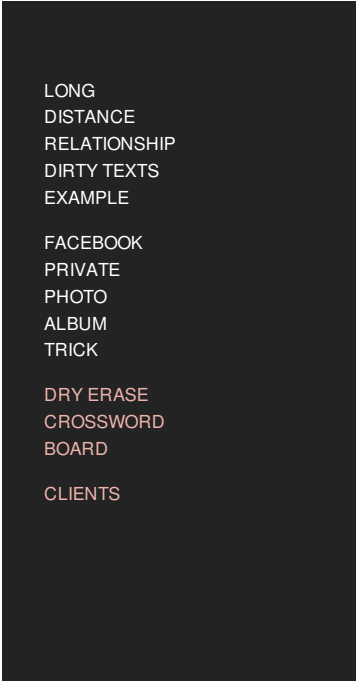 LONG
DISTANCE
RELATIONSHIP
DIRTY TEXTS
EXAMPLE
FACEBOOK
PRIVATE
PHOTO
ALBUM
TRICK
DRY ERASE
CROSSWORD
BOARD
CLIENTS